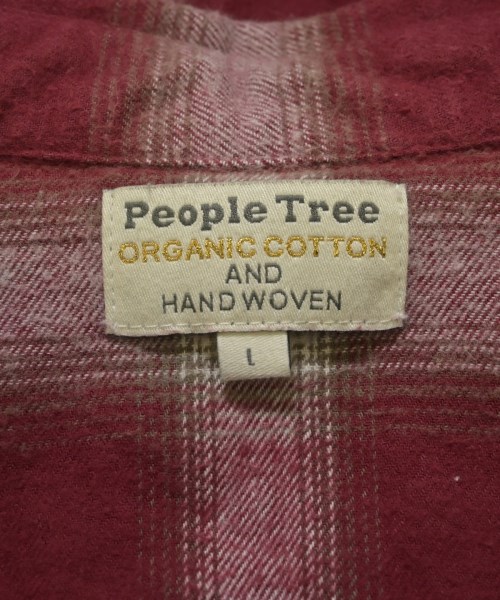 People Tree
ORGANIC COTTON
AND
HAND WOVEN
L